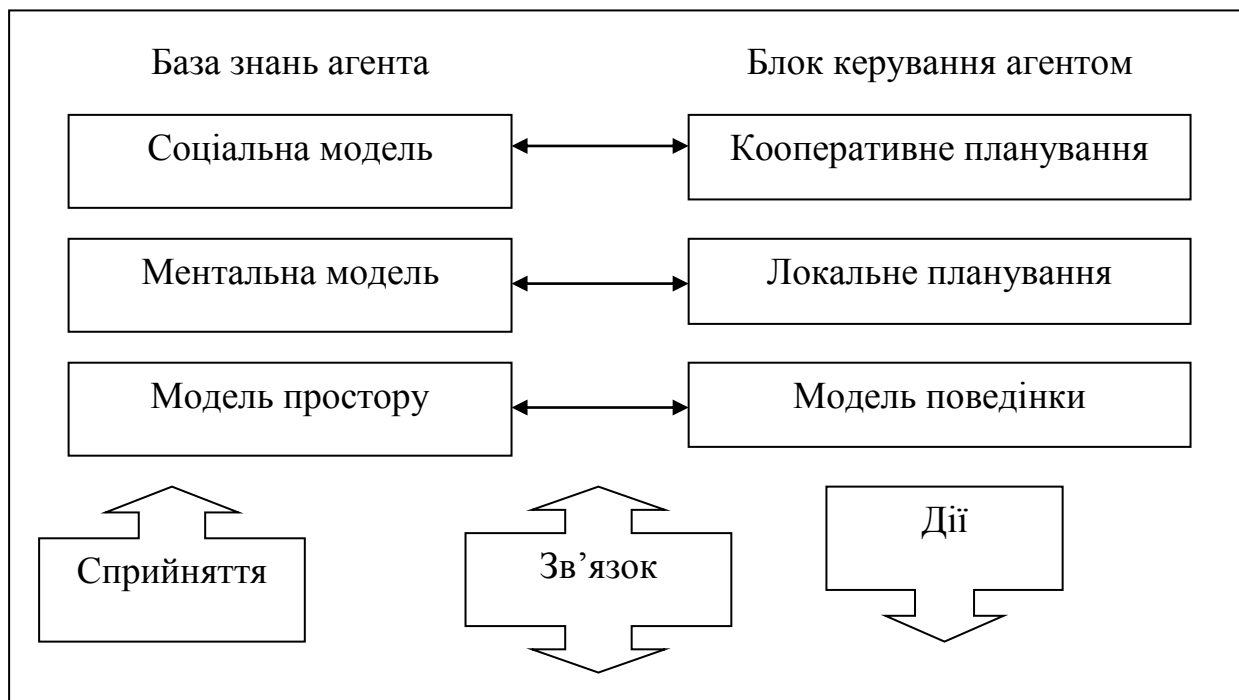 База знань агента
Блок керування агентом
Соціальна модель
Кооперативне планування
Ментальна модель
Локальне планування
Модель простору
Модель поведінки
Сприйняття
Зв’язок
Дії